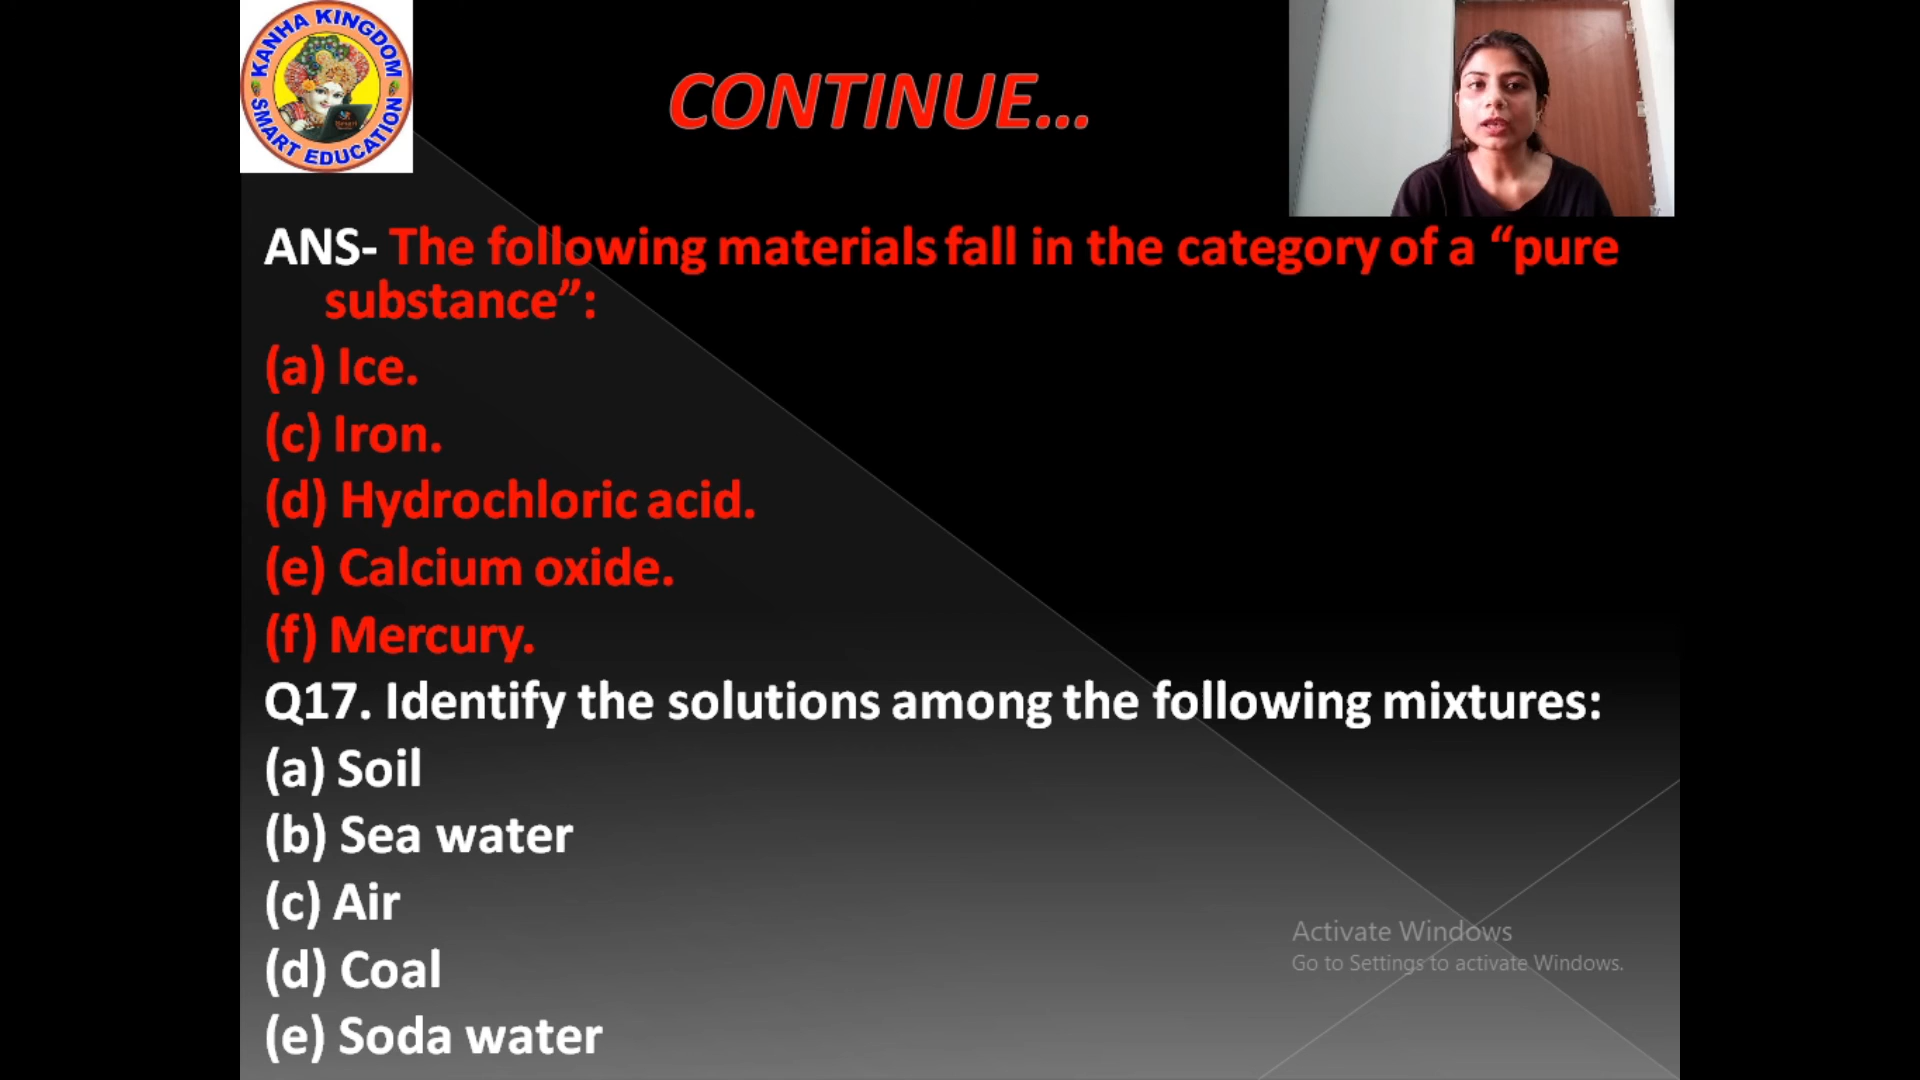 KANHA KINGDOM
SMART EDUCATION
CONTINUE...
ANS- The following materials fall in the category of a “pure
substance”:
(a) Ice.
(c) Iron.
(d) Hydrochloric acid.
(e) Calcium oxide.
(f) Mercury.
Q17. Identify the solutions among the following mixtures:
(a) Soil
(b) Sea water
(c) Air
(d) Coal
(e) Soda water
Activate Windows
Go to Settings to activate Windows.